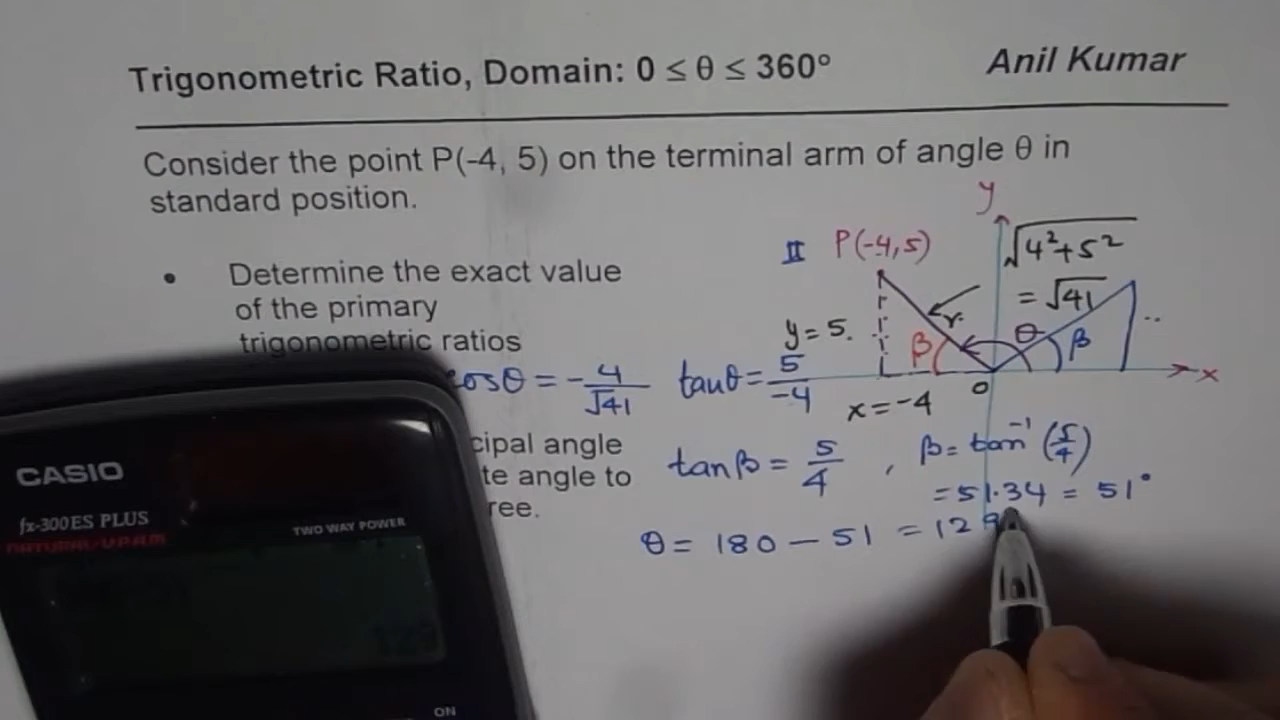 Trigonometric Ratio, Domain: 0 ≤ θ ≤ 360°
Anil Kumar
Consider the point P(-4, 5) on the terminal arm of angle θ in
standard position.
• Determine the exact value
of the primary
trigonometric ratios
cosθ = -4/√41 tanθ = 5/-4
cipal angle
te angle to
ree.
y
II P(-4,5)
√4²+5²
= √41
r
y = 5.
β θ β
x
0
x = -4
tanβ = 5/4 , β = tan⁻¹(5/4)
= 51.34 = 51°
θ = 180 - 51 = 129
CASIO
fx-300ES PLUS
NATURAL-V.P.A.M.
TWO WAY POWER
129
ON